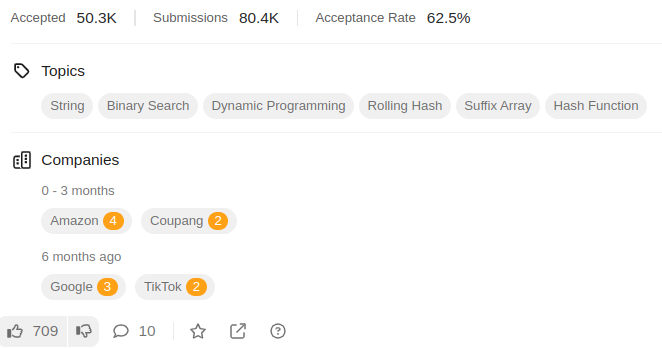 Accepted 50.3K Submissions 80.4K Acceptance Rate 62.5%
Topics
String Binary Search Dynamic Programming Rolling Hash Suffix Array Hash Function
Companies
0 - 3 months
Amazon 4 Coupang 2
6 months ago
Google 3 TikTok 2
709 10